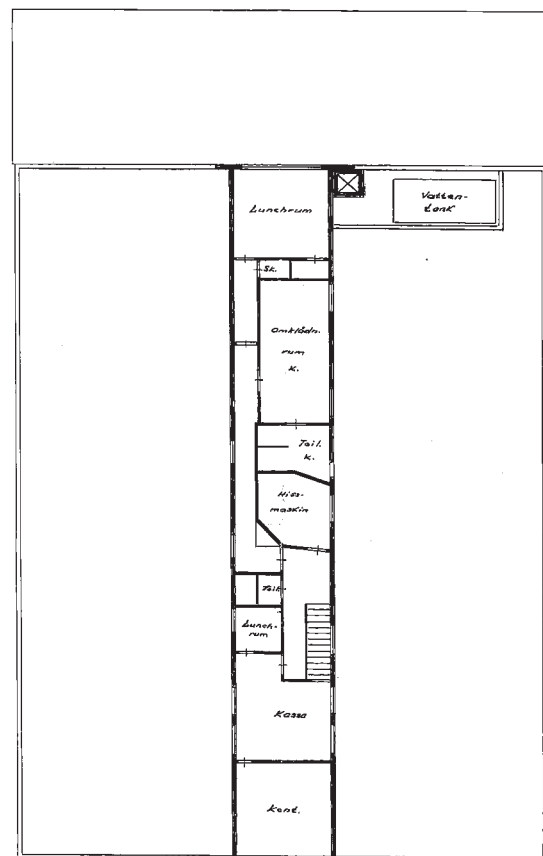 Lunchrum
Vatten-
tank
Sk.
Omklädn.
rum
K.
Toil.
K.
Hiss-
maskin
Toil.
Lunch-
rum
Kassa
Kont.